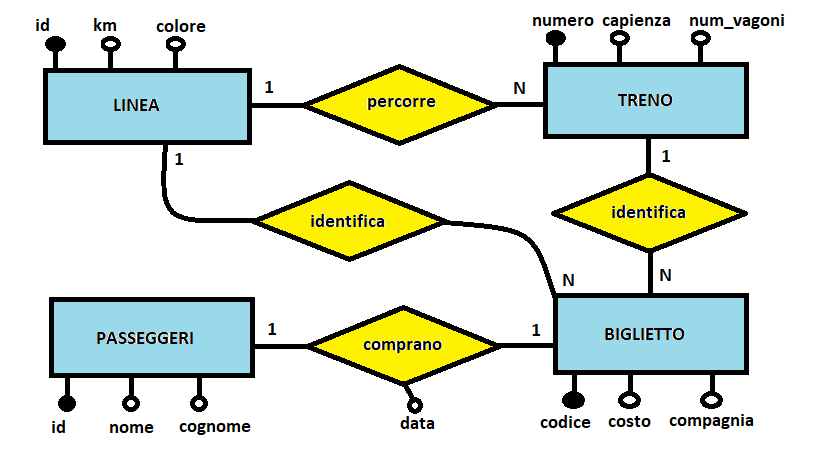 id km colore
numero capienza num_vagoni
LINEA
1
percorre
N
TRENO
1
1
identifica
identifica
N
N
PASSEGGERI
1
comprano
1
BIGLIETTO
id nome cognome
data
codice costo compagnia